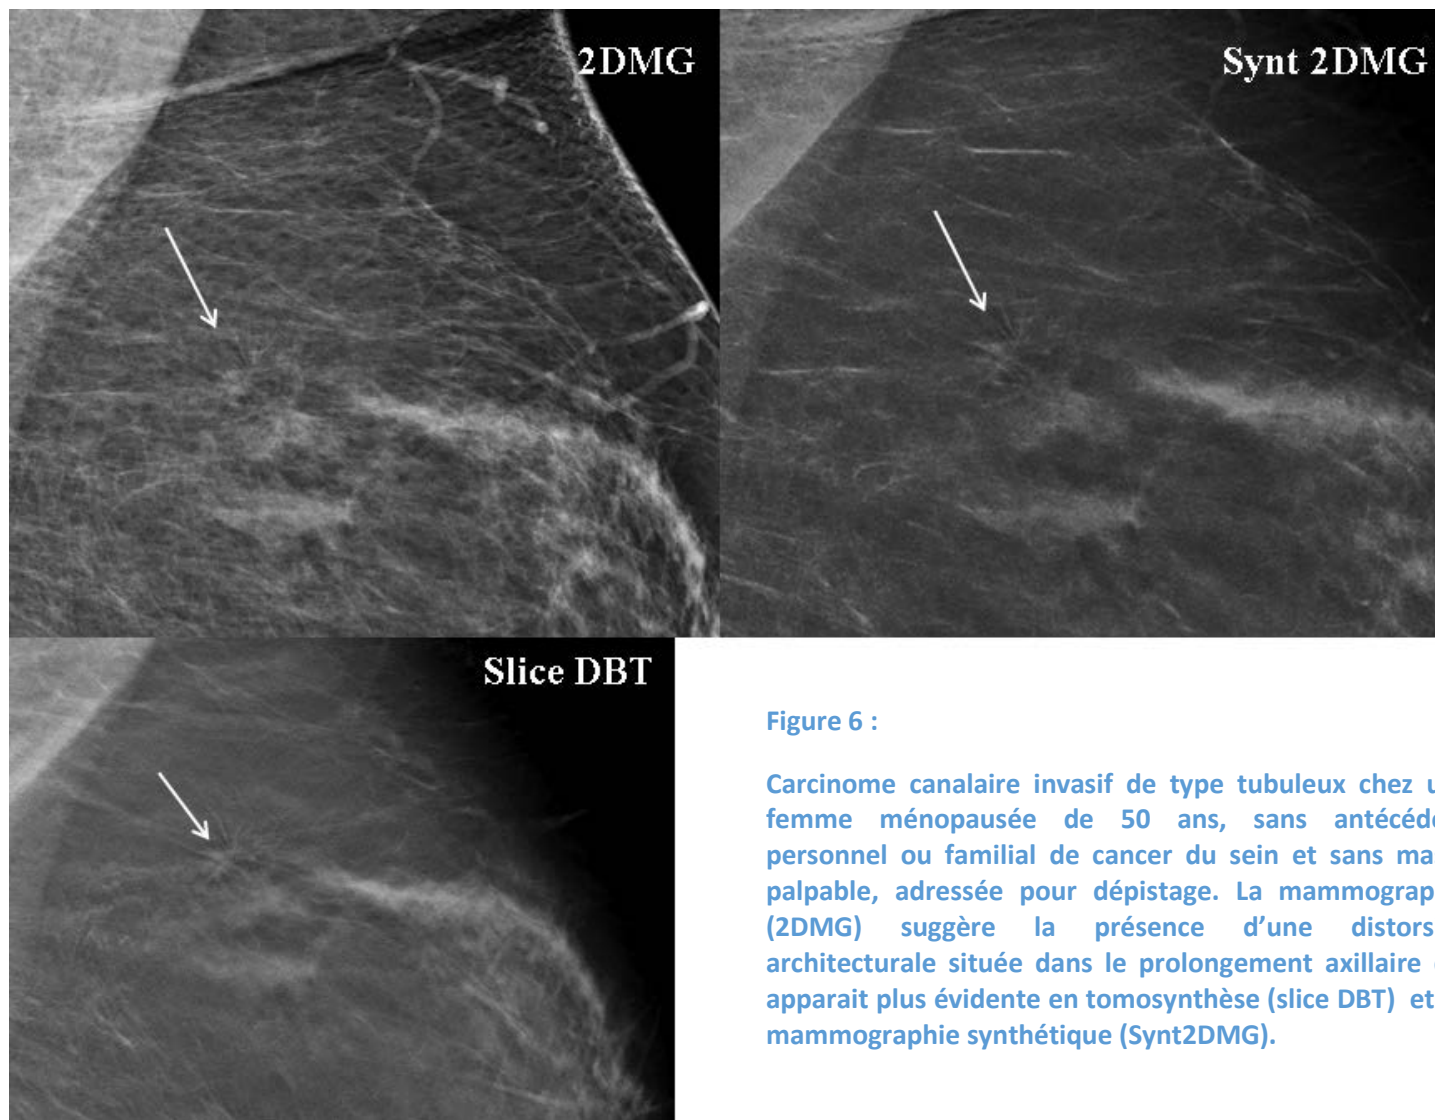 2DMG
Synt 2DMG
Slice DBT
Figure 6 :
Carcinome canalaire invasif de type tubuleux chez
femme ménopausée de 50 ans, sans
personnel ou familial de cancer du sein et sans
palpable, adressée pour dépistage. La
(2DMG) suggère la présence d'une
architecturale située dans le prolongement axillaire
apparait plus évidente en tomosynthèse (slice DBT) et
mammographie synthétique (Synt2DMG).